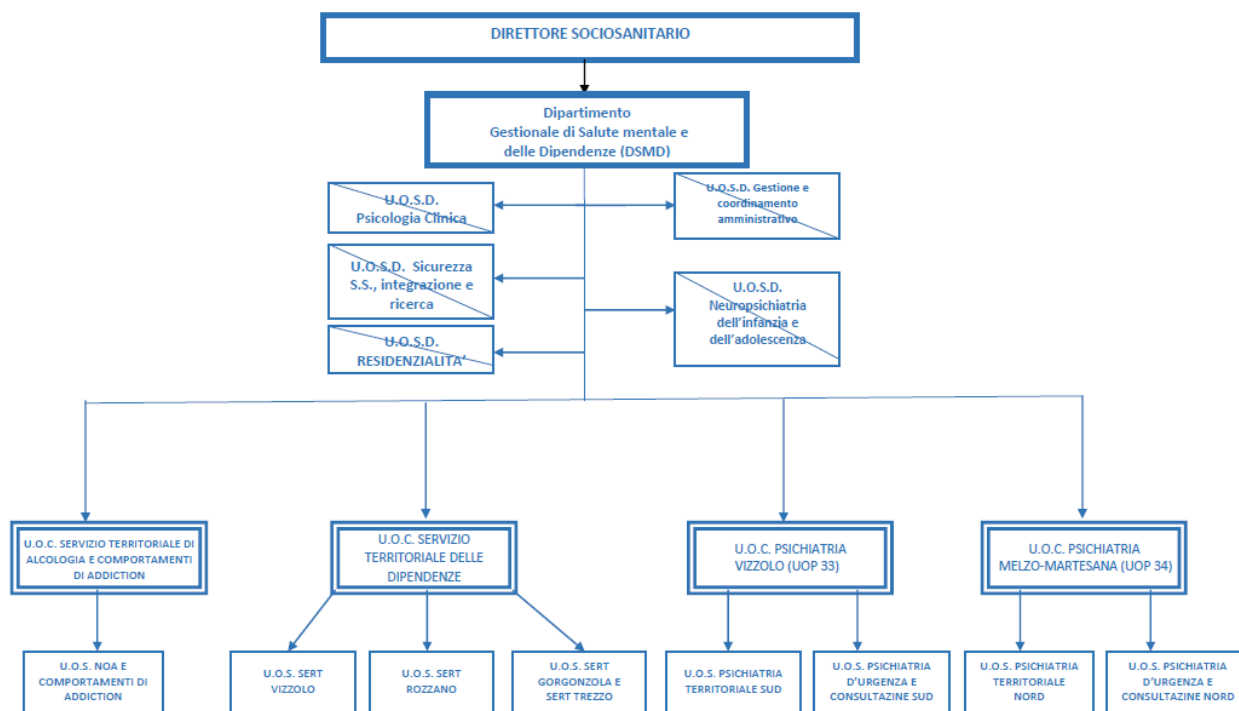 DIRETTORE SOCIOSANITARIO
Dipartimento
Gestionale di Salute mentale e
delle Dipendenze (DSMD)
U.O.S.D.
Psicologia Clinica
U.O.S.D. Gestione e
coordinamento
amministrativo
U.O.S.D. Sicurezza
S.S., integrazione e
ricerca
U.O.S.D.
Neuropsichiatria
dell'infanzia e
dell'adolescenza
U.O.S.D.
RESIDENZIALITA'
U.O.C. SERVIZIO TERRITORIALE DI
ALCOLOGIA E COMPORTAMENTI
DI ADDICTION
U.O.C. SERVIZIO
TERRITORIALE DELLE
DIPENDENZE
U.O.C. PSICHIATRIA
VIZZOLO (UOP 33)
U.O.C. PSICHIATRIA
MELZO-MARTESANA (UOP 34)
U.O.S. NOA E
COMPORTAMENTI DI
ADDICTION
U.O.S. SERT
VIZZOLO
U.O.S. SERT
ROZZANO
U.O.S. SERT
GORGONZOLA E
SERT TREZZO
U.O.S. PSICHIATRIA
TERRITORIALE SUD
U.O.S. PSICHIATRIA
D'URGENZA E
CONSULTAZINE SUD
U.O.S. PSICHIATRIA
TERRITORIALE
NORD
U.O.S. PSICHIATRIA
D'URGENZA E
CONSULTAZINE NORD